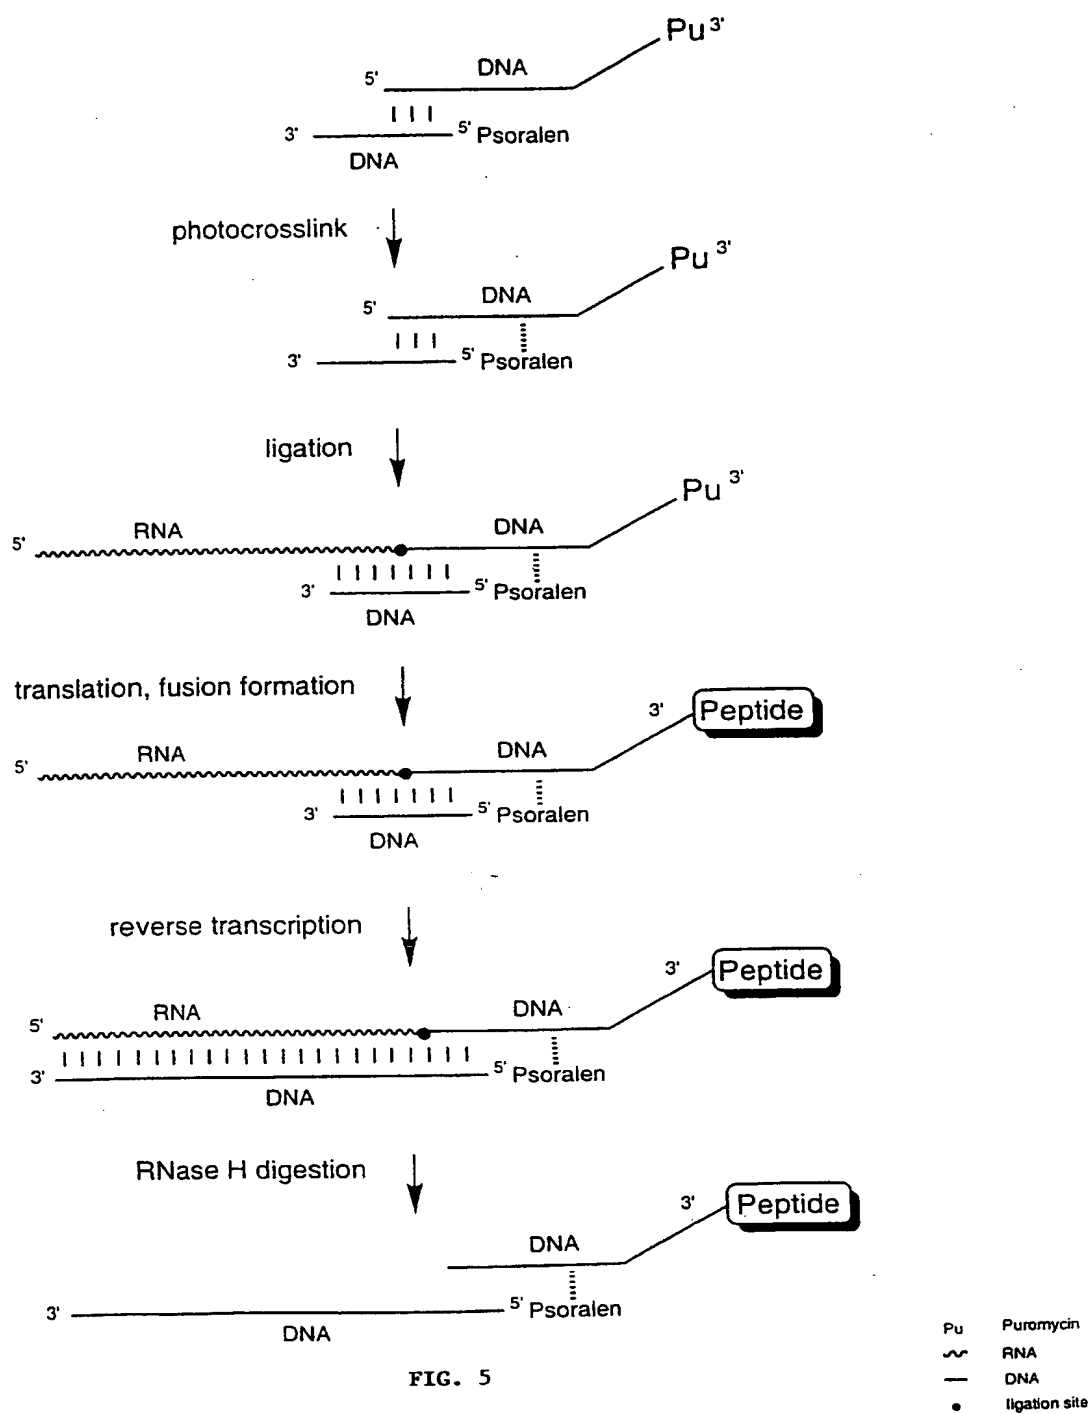 Pu 3'
5' DNA
3' 5' Psoralen
DNA
photocrosslink
Pu 3'
5' DNA
3' 5' Psoralen
ligation
Pu 3'
5' RNA DNA
3' 5' Psoralen
DNA
translation, fusion formation
3' Peptide
5' RNA DNA
3' 5' Psoralen
DNA
reverse transcription
3' Peptide
5' RNA DNA
3' 5' Psoralen
DNA
RNase H digestion
3' Peptide
DNA
3' 5' Psoralen
DNA
FIG. 5
Pu Puromycin
RNA
DNA
ligation site